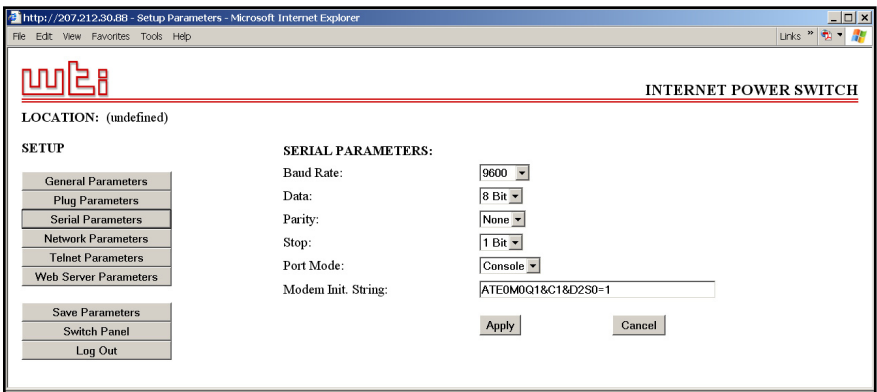 http://207.212.30.88 - Setup Parameters - Microsoft Internet Explorer
File Edit View Favorites Tools Help Links »
wti
INTERNET POWER SWITCH
LOCATION: (undefined)
SETUP
General Parameters
Plug Parameters
Serial Parameters
Network Parameters
Telnet Parameters
Web Server Parameters
Save Parameters
Switch Panel
Log Out
SERIAL PARAMETERS:
Baud Rate: 9600
Data: 8 Bit
Parity: None
Stop: 1 Bit
Port Mode: Console
Modem Init. String: ATE0M0Q1&C1&D2S0=1
Apply Cancel